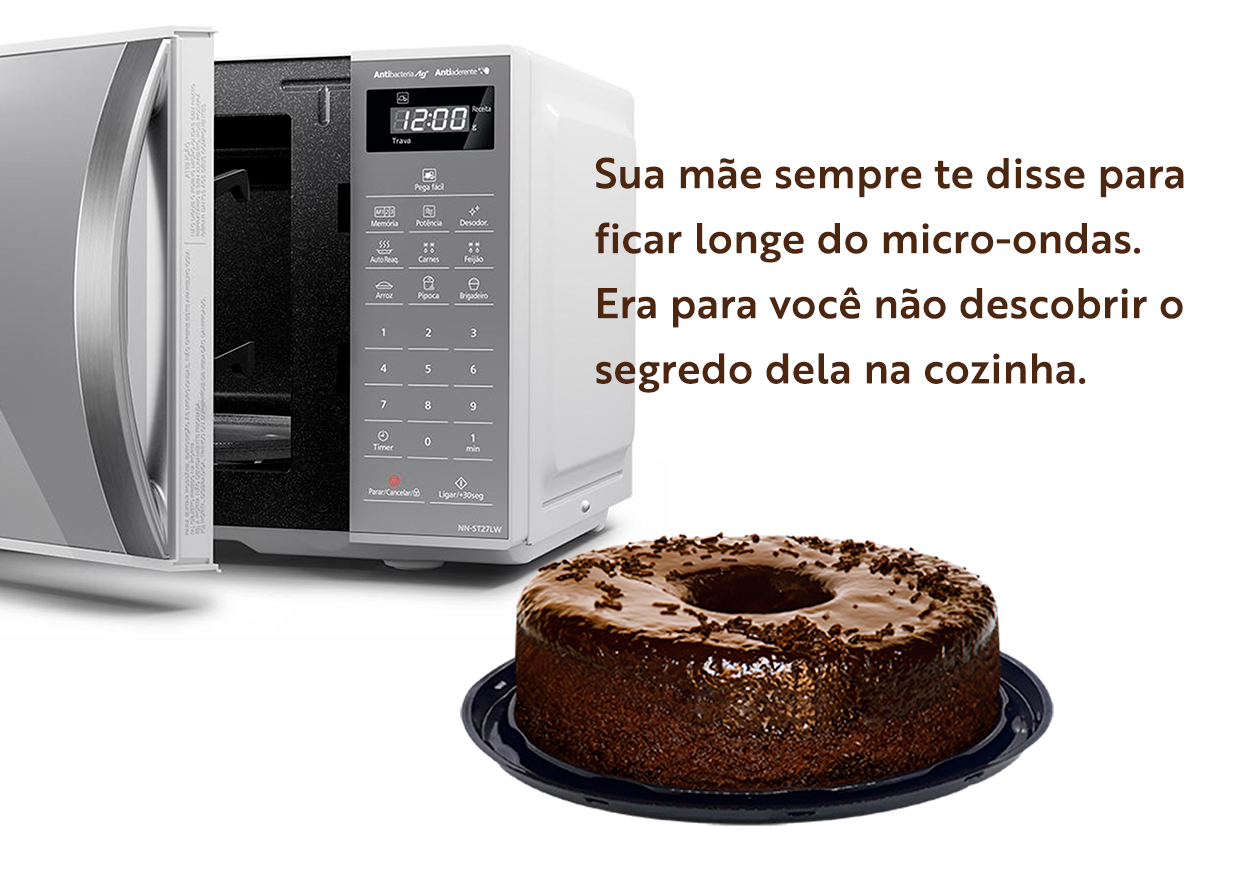 Antibacteria Ag+ Antiaderente
12:00
Receita
g
Trava
Pega fácil
Memória Potência Desodor.
Auto Reaq. Carnes Feijão
Arroz Pipoca Brigadeiro
1 2 3
4 5 6
7 8 9
Timer 0 1 min
Parar/Cancelar/ Ligar/+30seg
NN-ST27LW
Sua mãe sempre te disse para
ficar longe do micro-ondas.
Era para você não descobrir o
segredo dela na cozinha.